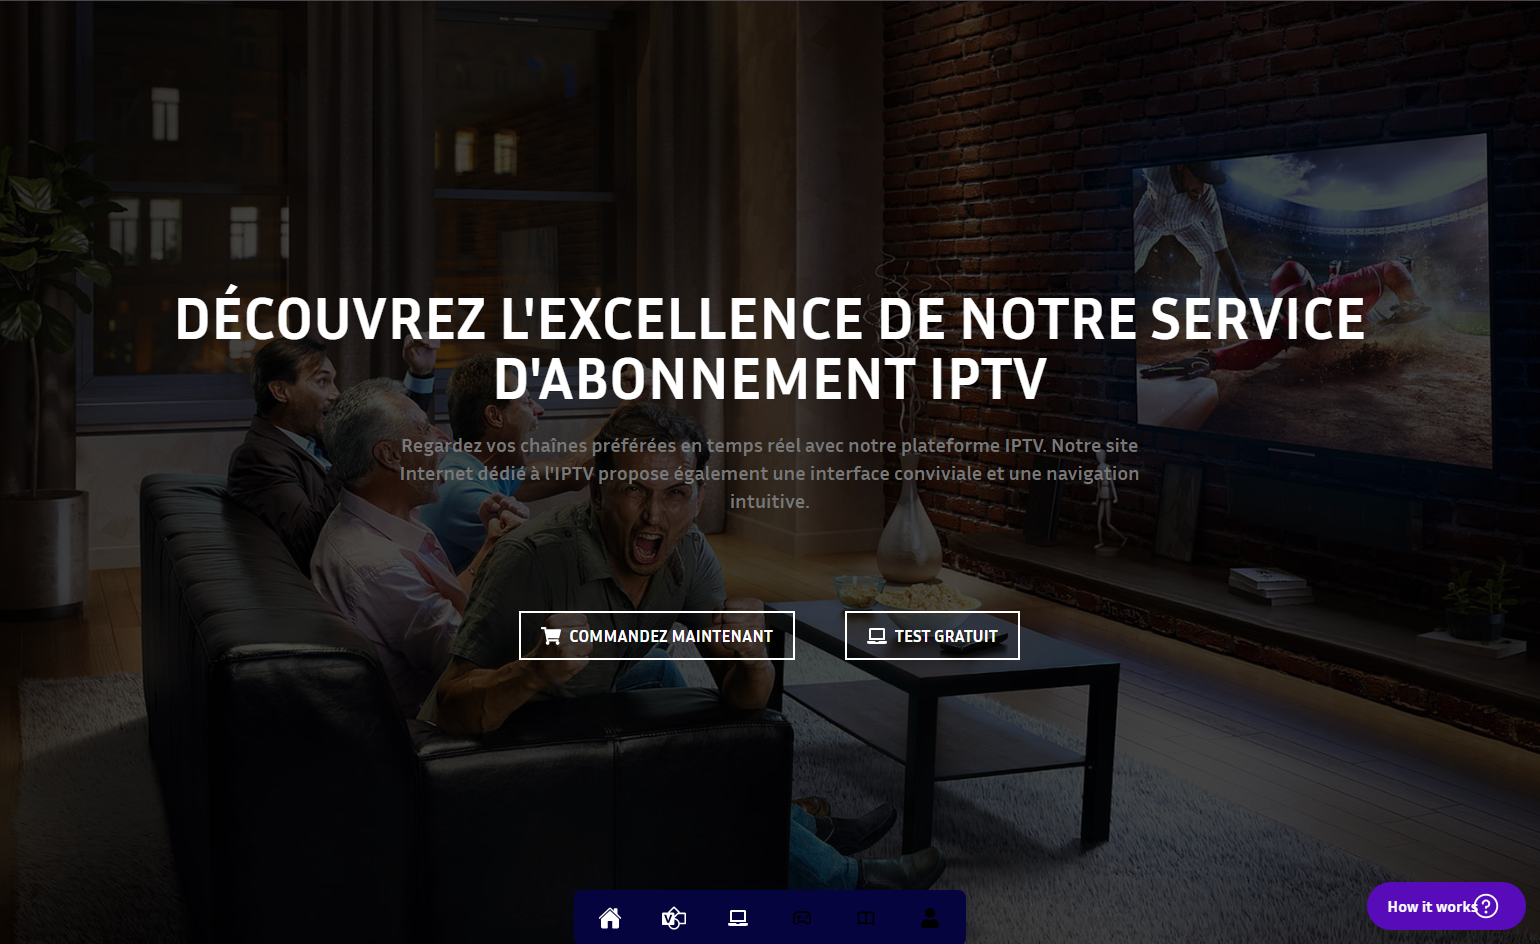 DÉCOUVREZ L'EXCELLENCE DE NOTRE SERVICE
D'ABONNEMENT IPTV
Regardez vos chaînes préférées en temps réel avec notre plateforme IPTV. Notre site
Internet dédié à l'IPTV propose également une interface conviviale et une navigation
intuitive.
COMMANDEZ MAINTENANT
TEST GRATUIT
How it works